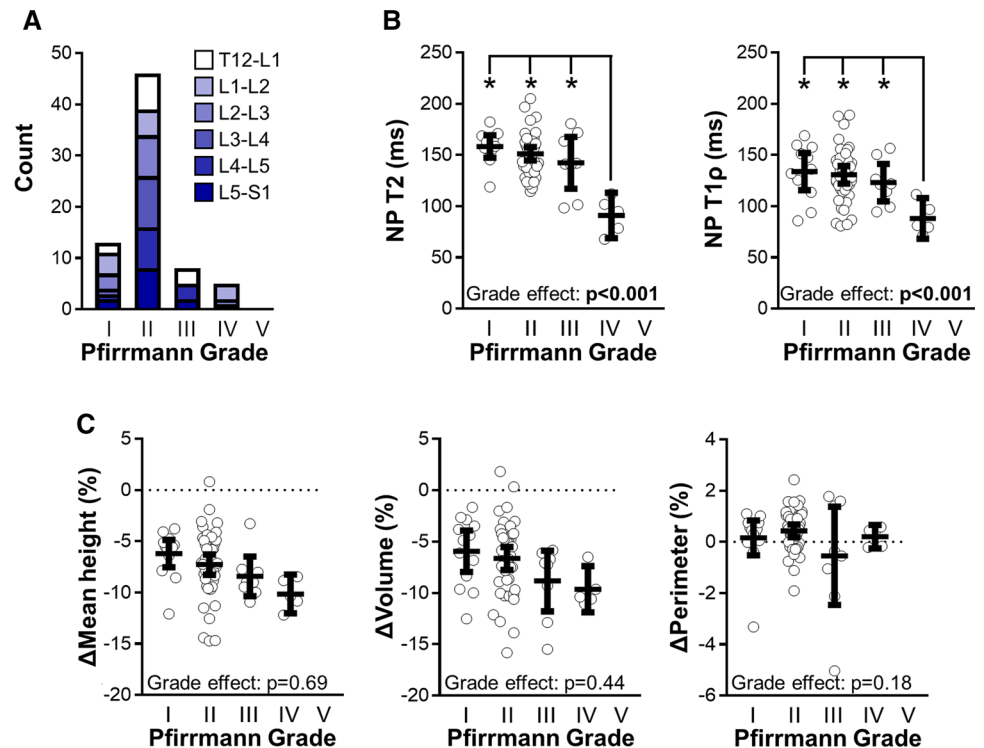 A
50
40
30
20
10
0
Count
T12-L1
L1-L2
L2-L3
L3-L4
L4-L5
L5-S1
I II III IV V
Pfirrmann Grade
B
250
200
150
100
50
0
NP T2 (ms)
* * *
Grade effect: p<0.001
I II III IV V
Pfirrmann Grade
250
200
150
100
50
0
NP T1ρ (ms)
* * *
Grade effect: p<0.001
I II III IV V
Pfirrmann Grade
C
5
0
-5
-10
-15
-20
ΔMean height (%)
Grade effect: p=0.69
I II III IV V
Pfirrmann Grade
5
0
-5
-10
-15
-20
ΔVolume (%)
Grade effect: p=0.44
I II III IV V
Pfirrmann Grade
4
2
0
-2
-4
-6
ΔPerimeter (%)
Grade effect: p=0.18
I II III IV V
Pfirrmann Grade